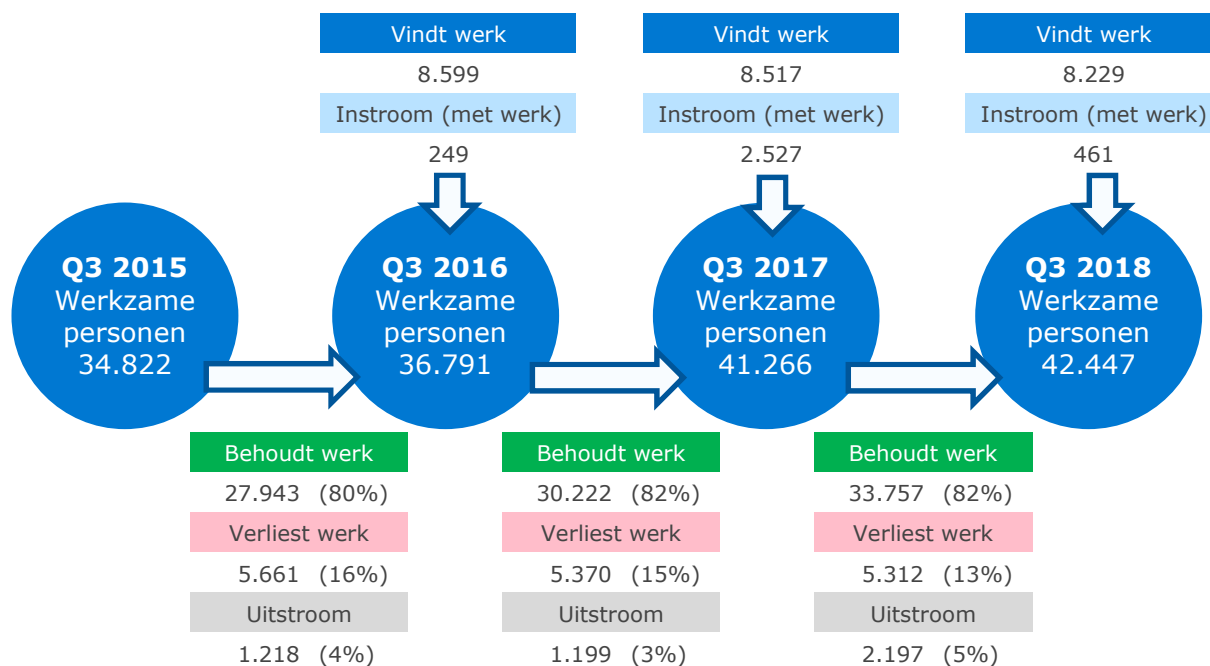 Vindt werk
8.599
Instroom (met werk)
249
Vindt werk
8.517
Instroom (met werk)
2.527
Vindt werk
8.229
Instroom (met werk)
461
Q3 2015
Werkzame
personen
34.822
Q3 2016
Werkzame
personen
36.791
Q3 2017
Werkzame
personen
41.266
Q3 2018
Werkzame
personen
42.447
Behoudt werk
27.943 (80%)
Verliest werk
5.661 (16%)
Uitstroom
1.218 (4%)
Behoudt werk
30.222 (82%)
Verliest werk
5.370 (15%)
Uitstroom
1.199 (3%)
Behoudt werk
33.757 (82%)
Verliest werk
5.312 (13%)
Uitstroom
2.197 (5%)